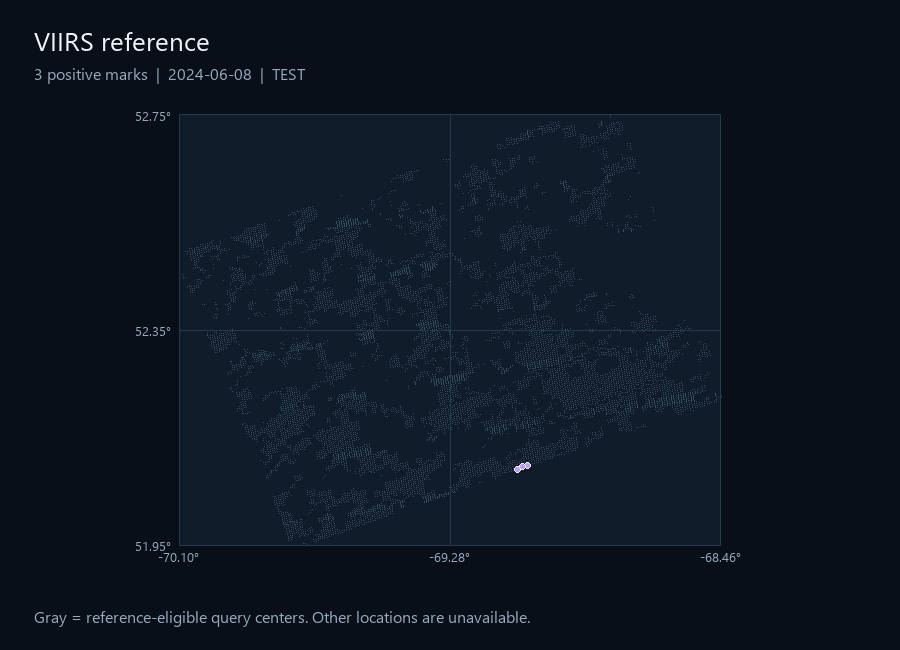 VIIRS reference
3 positive marks | 2024-06-08 | TEST
52.75°
52.35°
51.95°
-70.10°
-69.28°
-68.46°
Gray = reference-eligible query centers. Other locations are unavailable.